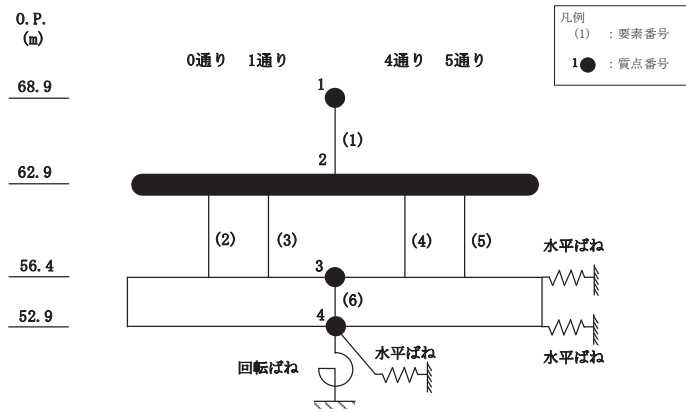 O.P.
(m)
凡例
(1) : 要素番号
1 : 質点番号
0通り 1通り 4通り 5通り
68.9
1
(1)
2
62.9
(2) (3) (4) (5)
水平ばね
56.4
3
(6)
52.9
4
水平ばね
水平ばね
回転ばね